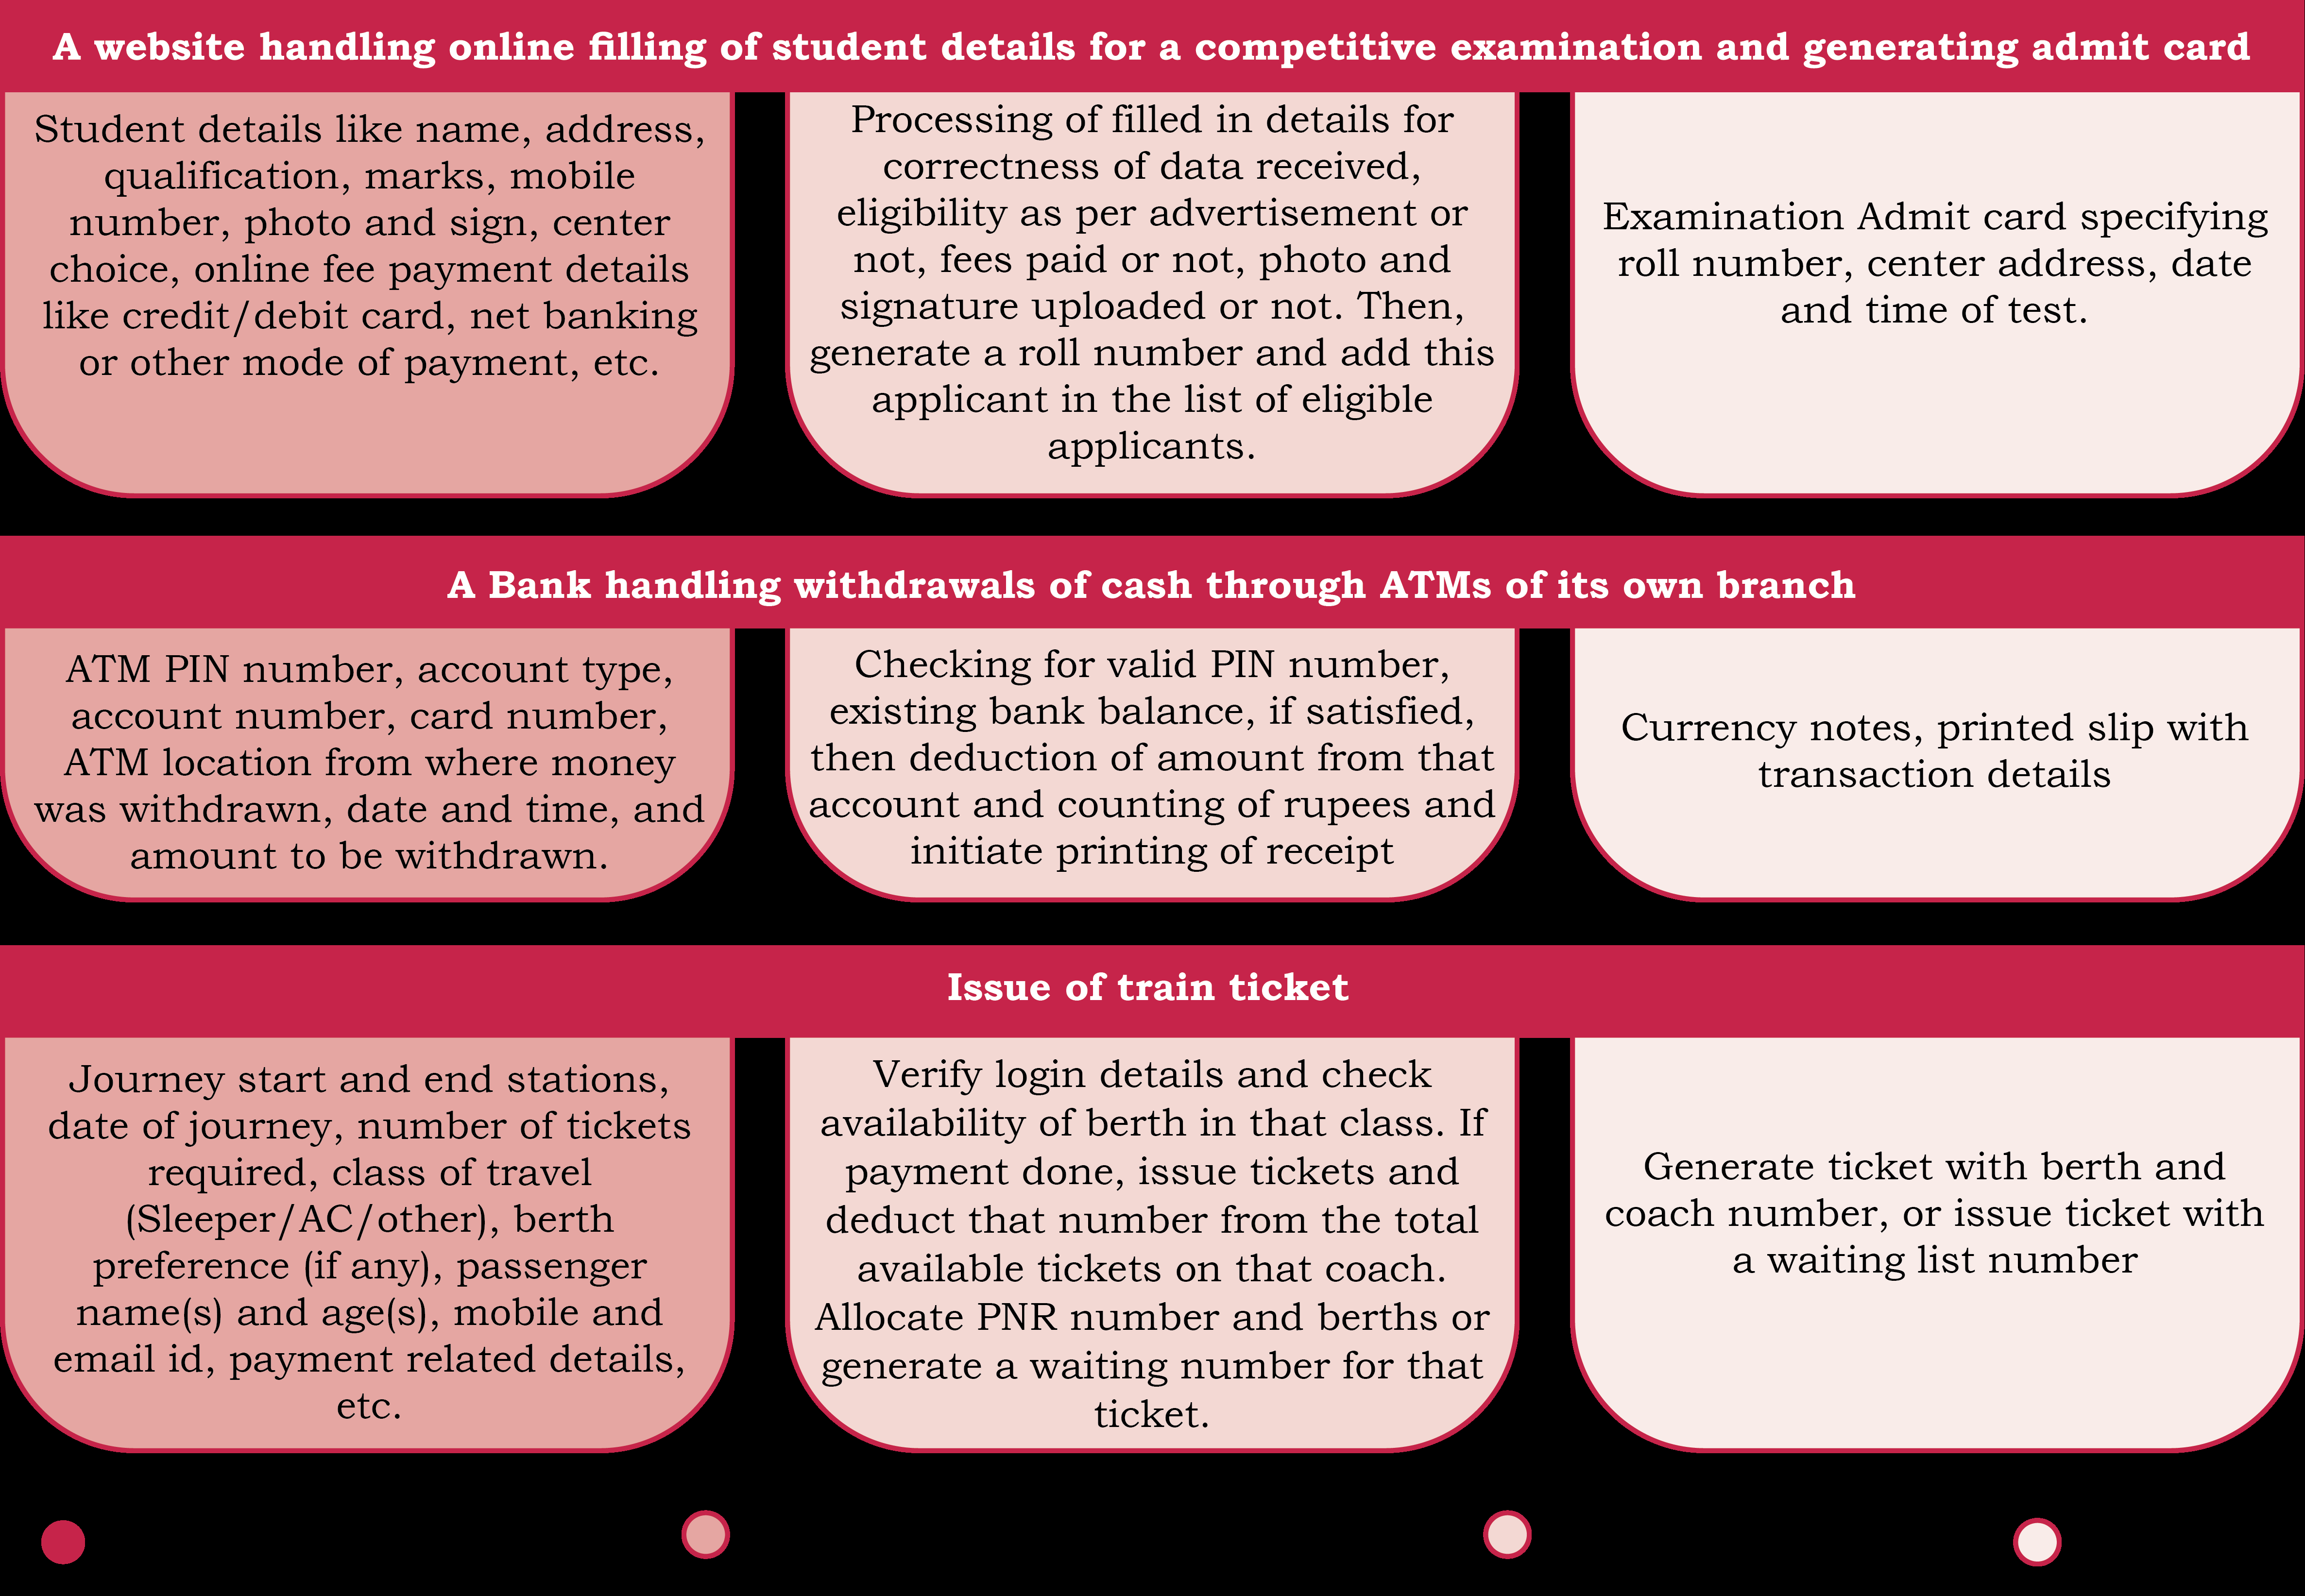 A website handling online filling of student details for a competitive examination and generating admit card
Student details like name, address,
qualification, marks, mobile
number, photo and sign, center
choice, online fee payment details
like credit/debit card, net banking
or other mode of payment, etc.
Processing of filled in details for
correctness of data received,
eligibility as per advertisement or
not, fees paid or not, photo and
signature uploaded or not. Then,
generate a roll number and add this
applicant in the list of eligible
applicants.
Examination Admit card specifying
roll number, center address, date
and time of test.
A Bank handling withdrawals of cash through ATMs of its own branch
ATM PIN number, account type,
account number, card number,
ATM location from where money
was withdrawn, date and time, and
amount to be withdrawn.
Checking for valid PIN number,
existing bank balance, if satisfied,
then deduction of amount from that
account and counting of rupees and
initiate printing of receipt
Currency notes, printed slip with
transaction details
Issue of train ticket
Journey start and end stations,
date of journey, number of tickets
required, class of travel
(Sleeper/AC/other), berth
preference (if any), passenger
name(s) and age(s), mobile and
email id, payment related details,
etc.
Verify login details and check
availability of berth in that class. If
payment done, issue tickets and
deduct that number from the total
available tickets on that coach.
Allocate PNR number and berths or
generate a waiting number for that
ticket.
Generate ticket with berth and
coach number, or issue ticket with
a waiting list number